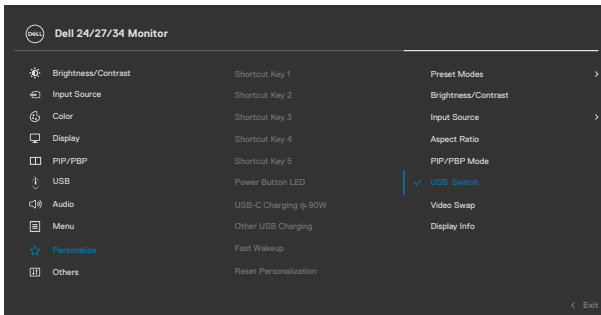 DELL Dell 24/27/34 Monitor
Brightness/Contrast
Input Source
Color
Display
PIP/PBP
USB
Audio
Menu
Personalize
Others
Shortcut Key 1
Shortcut Key 2
Shortcut Key 3
Shortcut Key 4
Shortcut Key 5
Power Button LED
USB-C Charging 90W
Other USB Charging
Fast Wakeup
Reset Personalization
Preset Modes >
Brightness/Contrast
Input Source >
Aspect Ratio
PIP/PBP Mode
✓ USB Switch
Video Swap
Display Info
< Exit